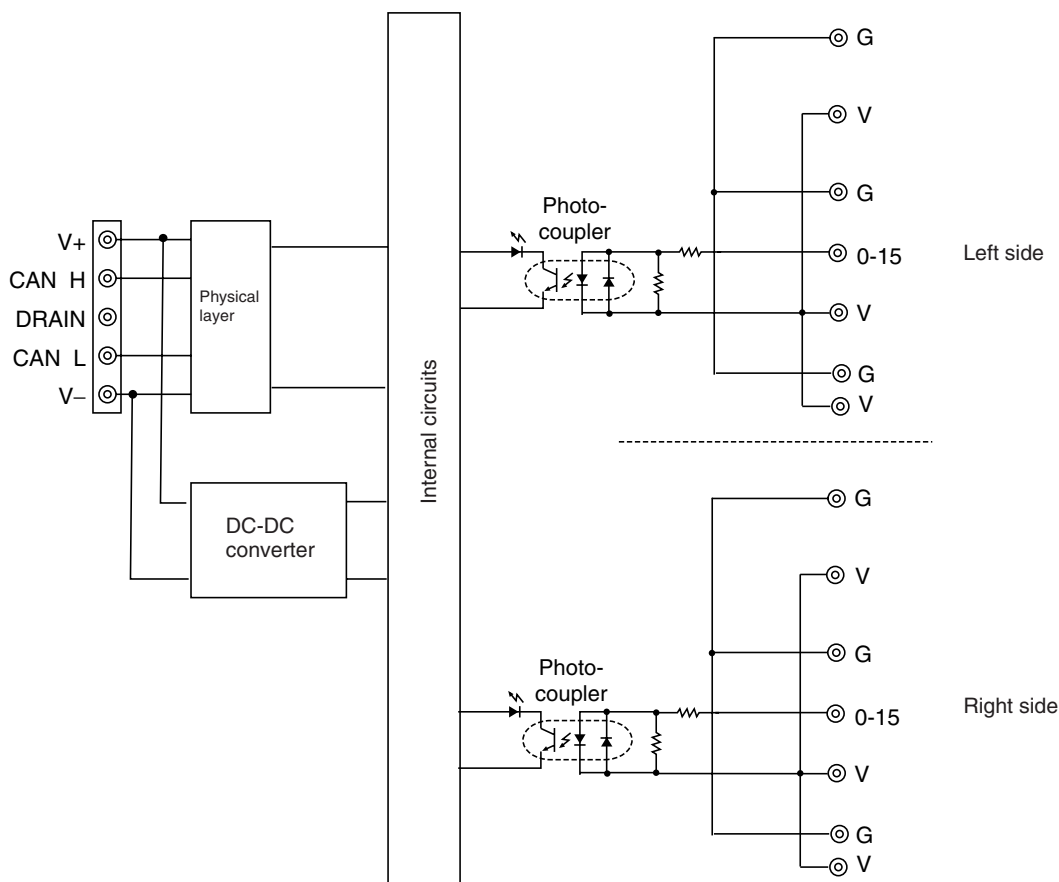 V+
CAN H
DRAIN
CAN L
V–
Physical
layer
DC-DC
converter
Internal circuits
Photo-
coupler
G
V
G
0-15
V
G
V
Left side
Photo-
coupler
G
V
G
0-15
V
G
V
Right side